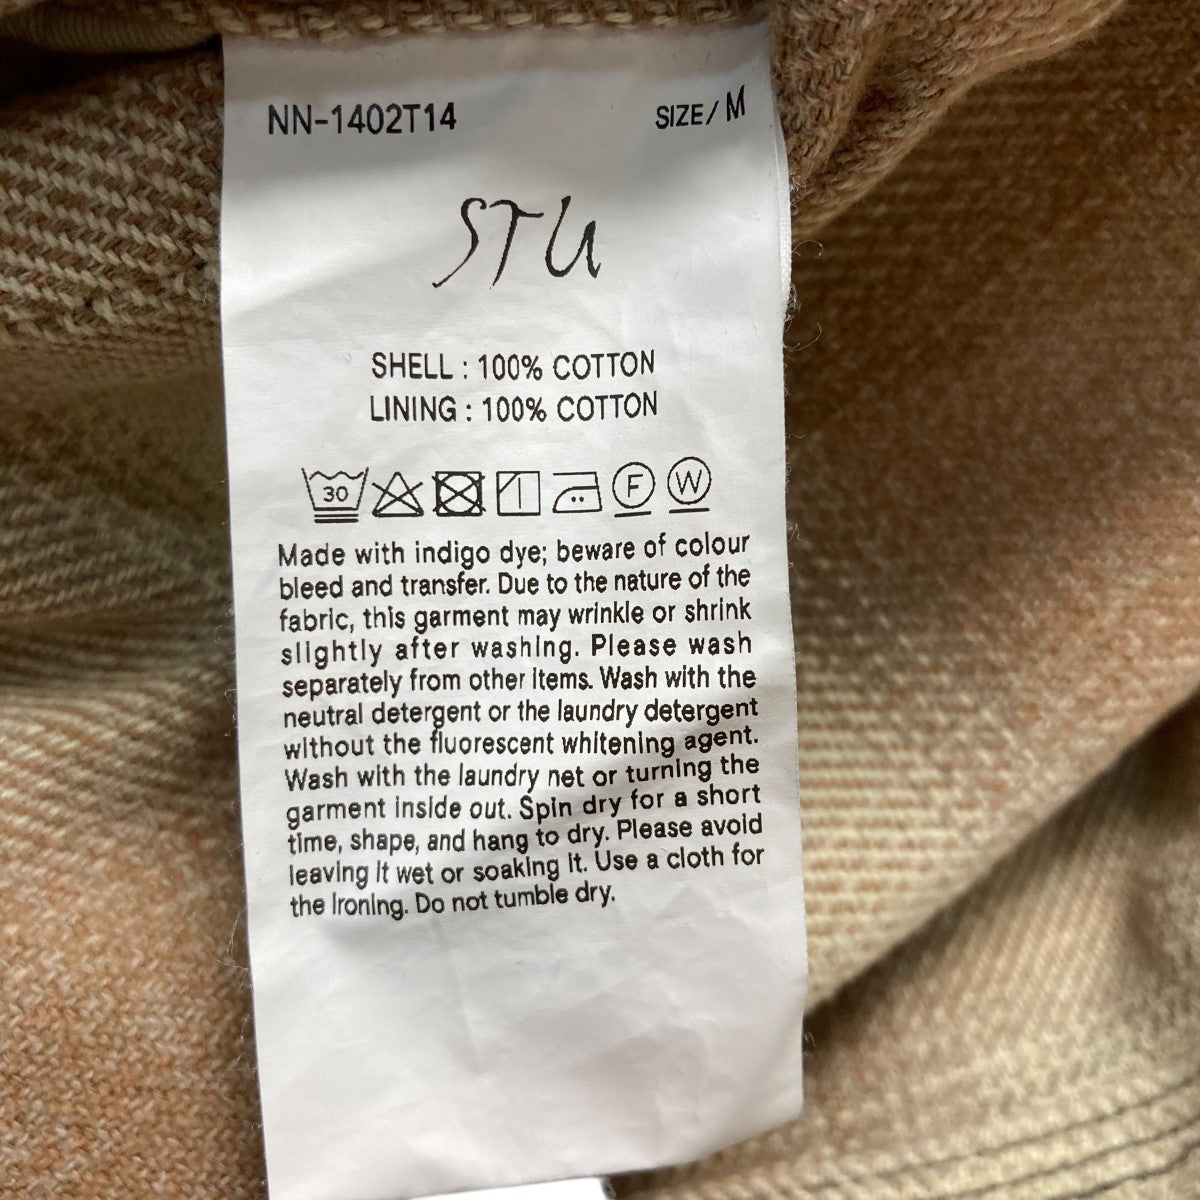 NN-1402T14 SIZE/M
STU
SHELL : 100% COTTON
LINING : 100% COTTON
30 F W
Made with indigo dye; beware of colour
bleed and transfer. Due to the nature of the
fabric, this garment may wrinkle or shrink
slightly after washing. Please wash
separately from other items. Wash with the
neutral detergent or the laundry detergent
without the fluorescent whitening agent.
Wash with the laundry net or turning the
garment inside out. Spin dry for a short
time, shape, and hang to dry. Please avoid
leaving it wet or soaking it. Use a cloth for
the ironing. Do not tumble dry.